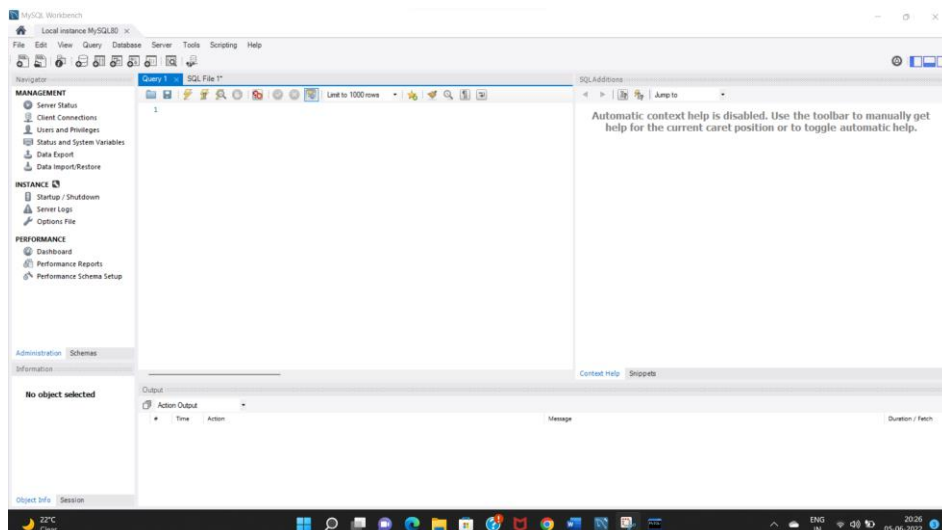 MySQL Workbench
Local instance MySQL80 ×
File Edit View Query Database Server Tools Scripting Help
Navigator
MANAGEMENT
Server Status
Client Connections
Users and Privileges
Status and System Variables
Data Export
Data Import/Restore
INSTANCE
Startup / Shutdown
Server Logs
Options File
PERFORMANCE
Dashboard
Performance Reports
Performance Schema Setup
Administration Schemas
Information
No object selected
Object Info Session
Query 1 × SQL File 1*
Limit to 1000 rows
1
SQLAdditions
Jump to
Automatic context help is disabled. Use the toolbar to manually get
help for the current caret position or to toggle automatic help.
Context Help Snippets
Output
Action Output
# Time Action Message Duration / Fetch
22°C
Clear
ENG
IN
20:26
05-06-2022